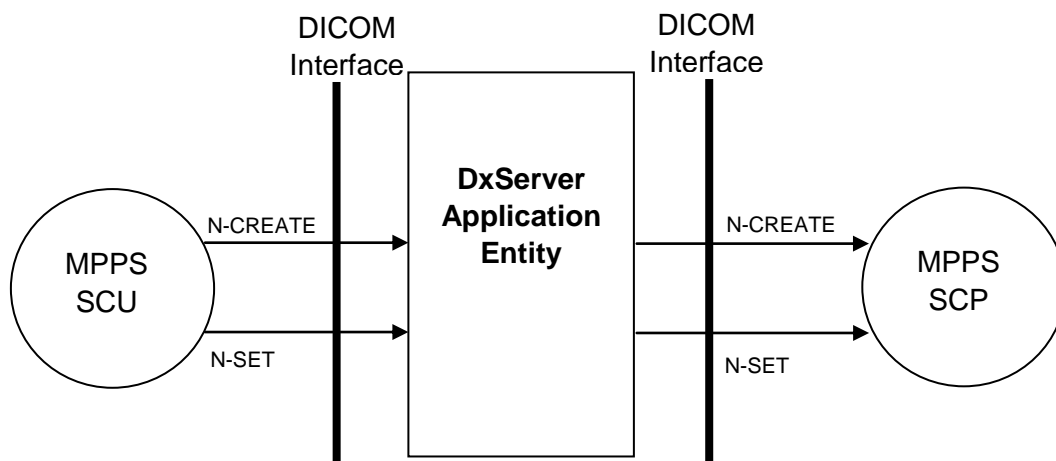 DICOM
Interface
DICOM
Interface
DxServer
Application
Entity
MPPS
SCU
N-CREATE
N-SET
N-CREATE
N-SET
MPPS
SCP